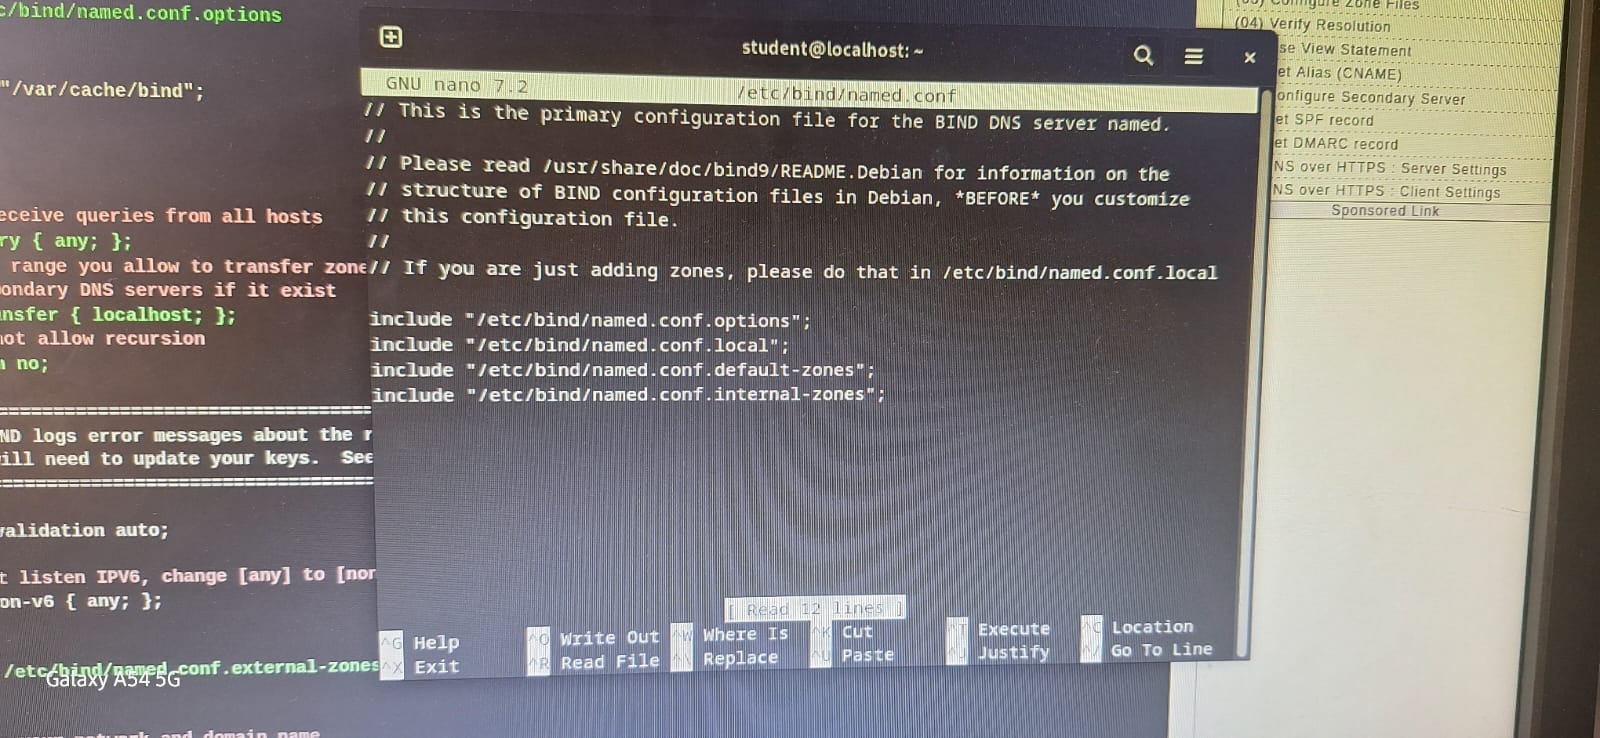 c/bind/named.conf.options
"/var/cache/bind";
eceive queries from all hosts
ry { any; };
range you allow to transfer zone
ondary DNS servers if it exist
nsfer { localhost; };
not allow recursion
no;
ND logs error messages about the r
ill need to update your keys.  See
validation auto;
t listen IPV6, change [any] to [nor
on-v6 { any; };
/etc/bind/named.conf.external-zones
Galaxy A54 5G
network and domain name
student@localhost: ~
GNU nano 7.2
/etc/bind/named.conf
// This is the primary configuration file for the BIND DNS server named.
//
// Please read /usr/share/doc/bind9/README.Debian for information on the
// structure of BIND configuration files in Debian, *BEFORE* you customize
// this configuration file.
//
// If you are just adding zones, please do that in /etc/bind/named.conf.local
include "/etc/bind/named.conf.options";
include "/etc/bind/named.conf.local";
include "/etc/bind/named.conf.default-zones";
include "/etc/bind/named.conf.internal-zones";
[ Read 12 lines ]
^G Help ^O Write Out ^W Where Is ^K Cut ^T Execute ^C Location
^X Exit ^R Read File ^\ Replace ^U Paste ^J Justify ^/ Go To Line
(03) Configure Zone Files
(04) Verify Resolution
se View Statement
et Alias (CNAME)
onfigure Secondary Server
et SPF record
et DMARC record
NS over HTTPS : Server Settings
NS over HTTPS : Client Settings
Sponsored Link